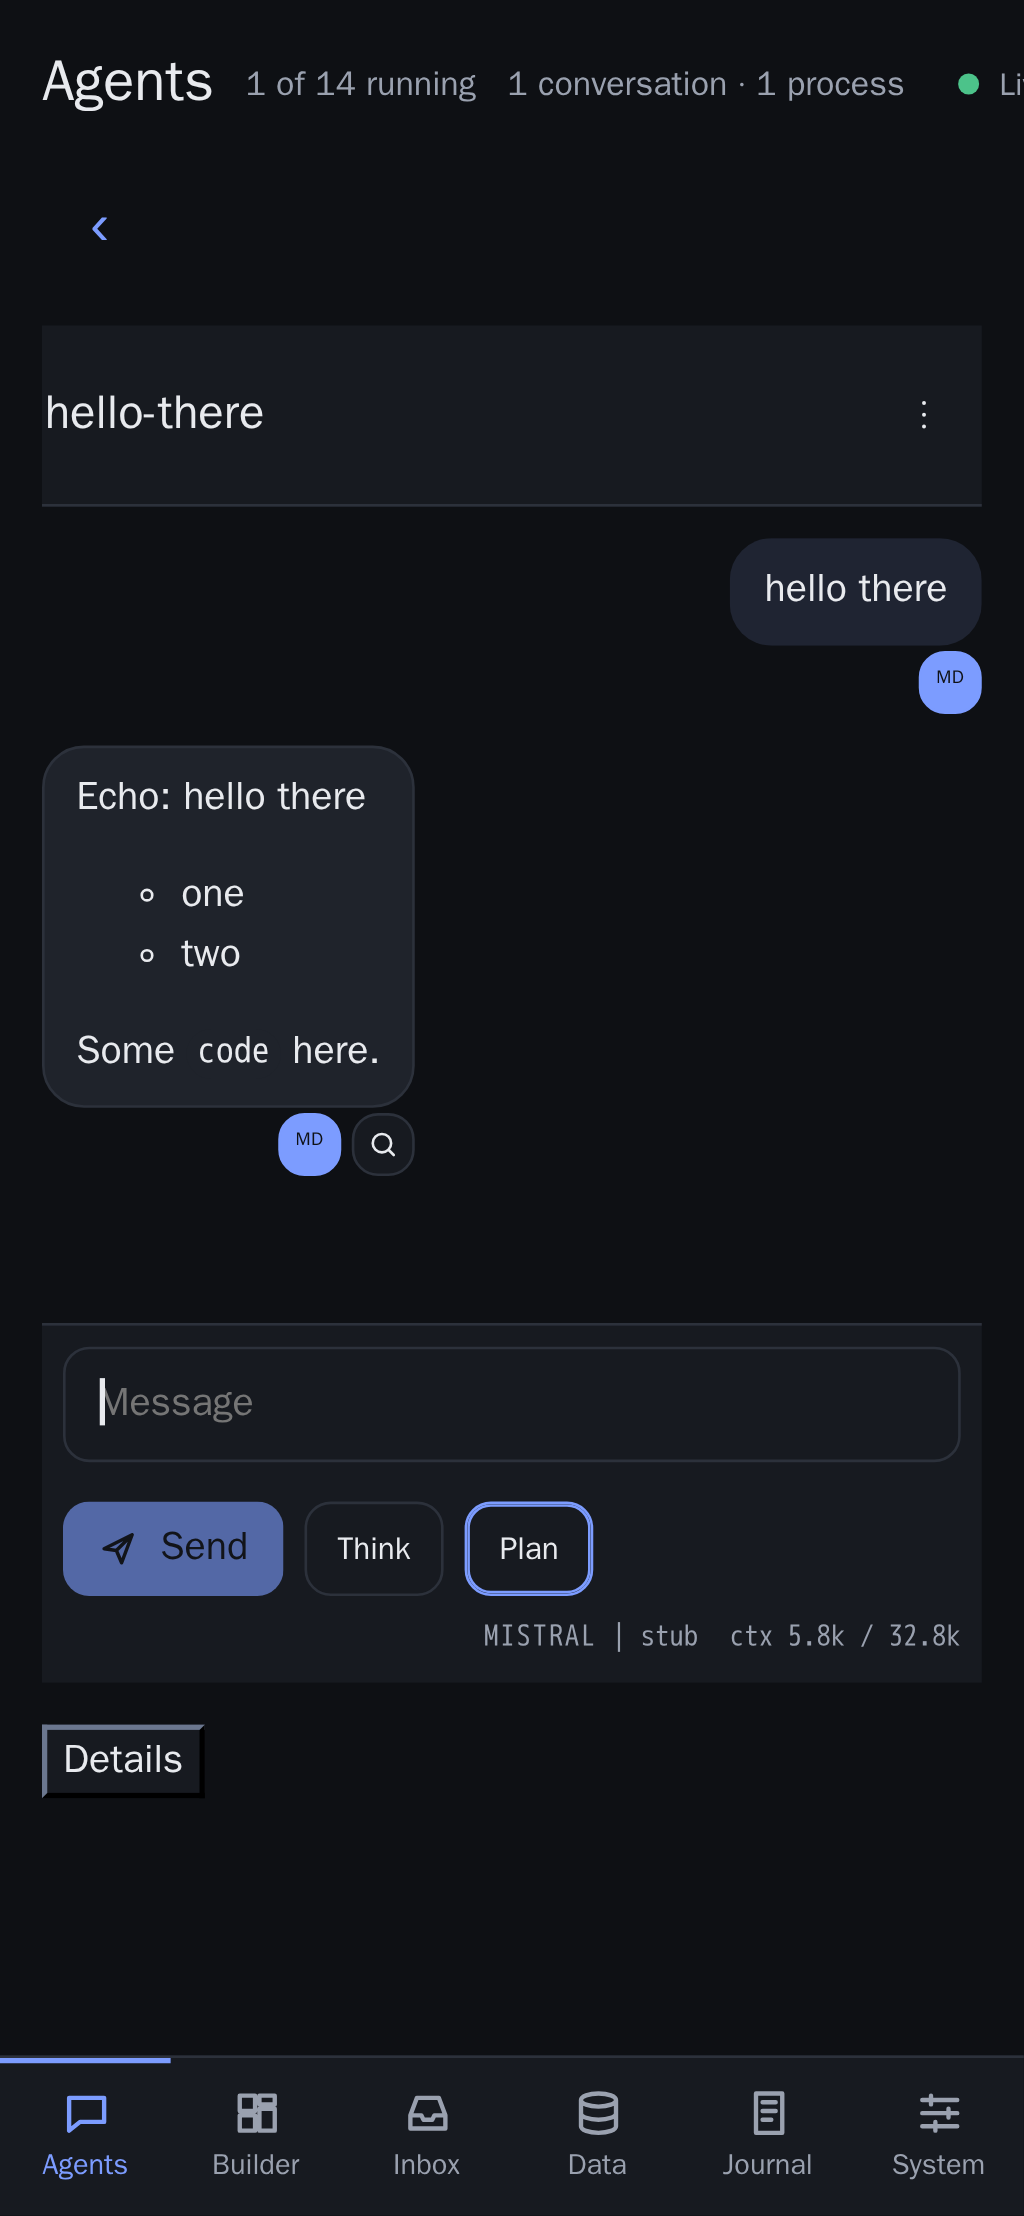 Agents 1 of 14 running 1 conversation · 1 process
hello-there
hello there
MD
Echo: hello there
one
two
Some code here.
MD
Message
Send Think Plan
MISTRAL | stub ctx 5.8k / 32.8k
Details
Agents Builder Inbox Data Journal System